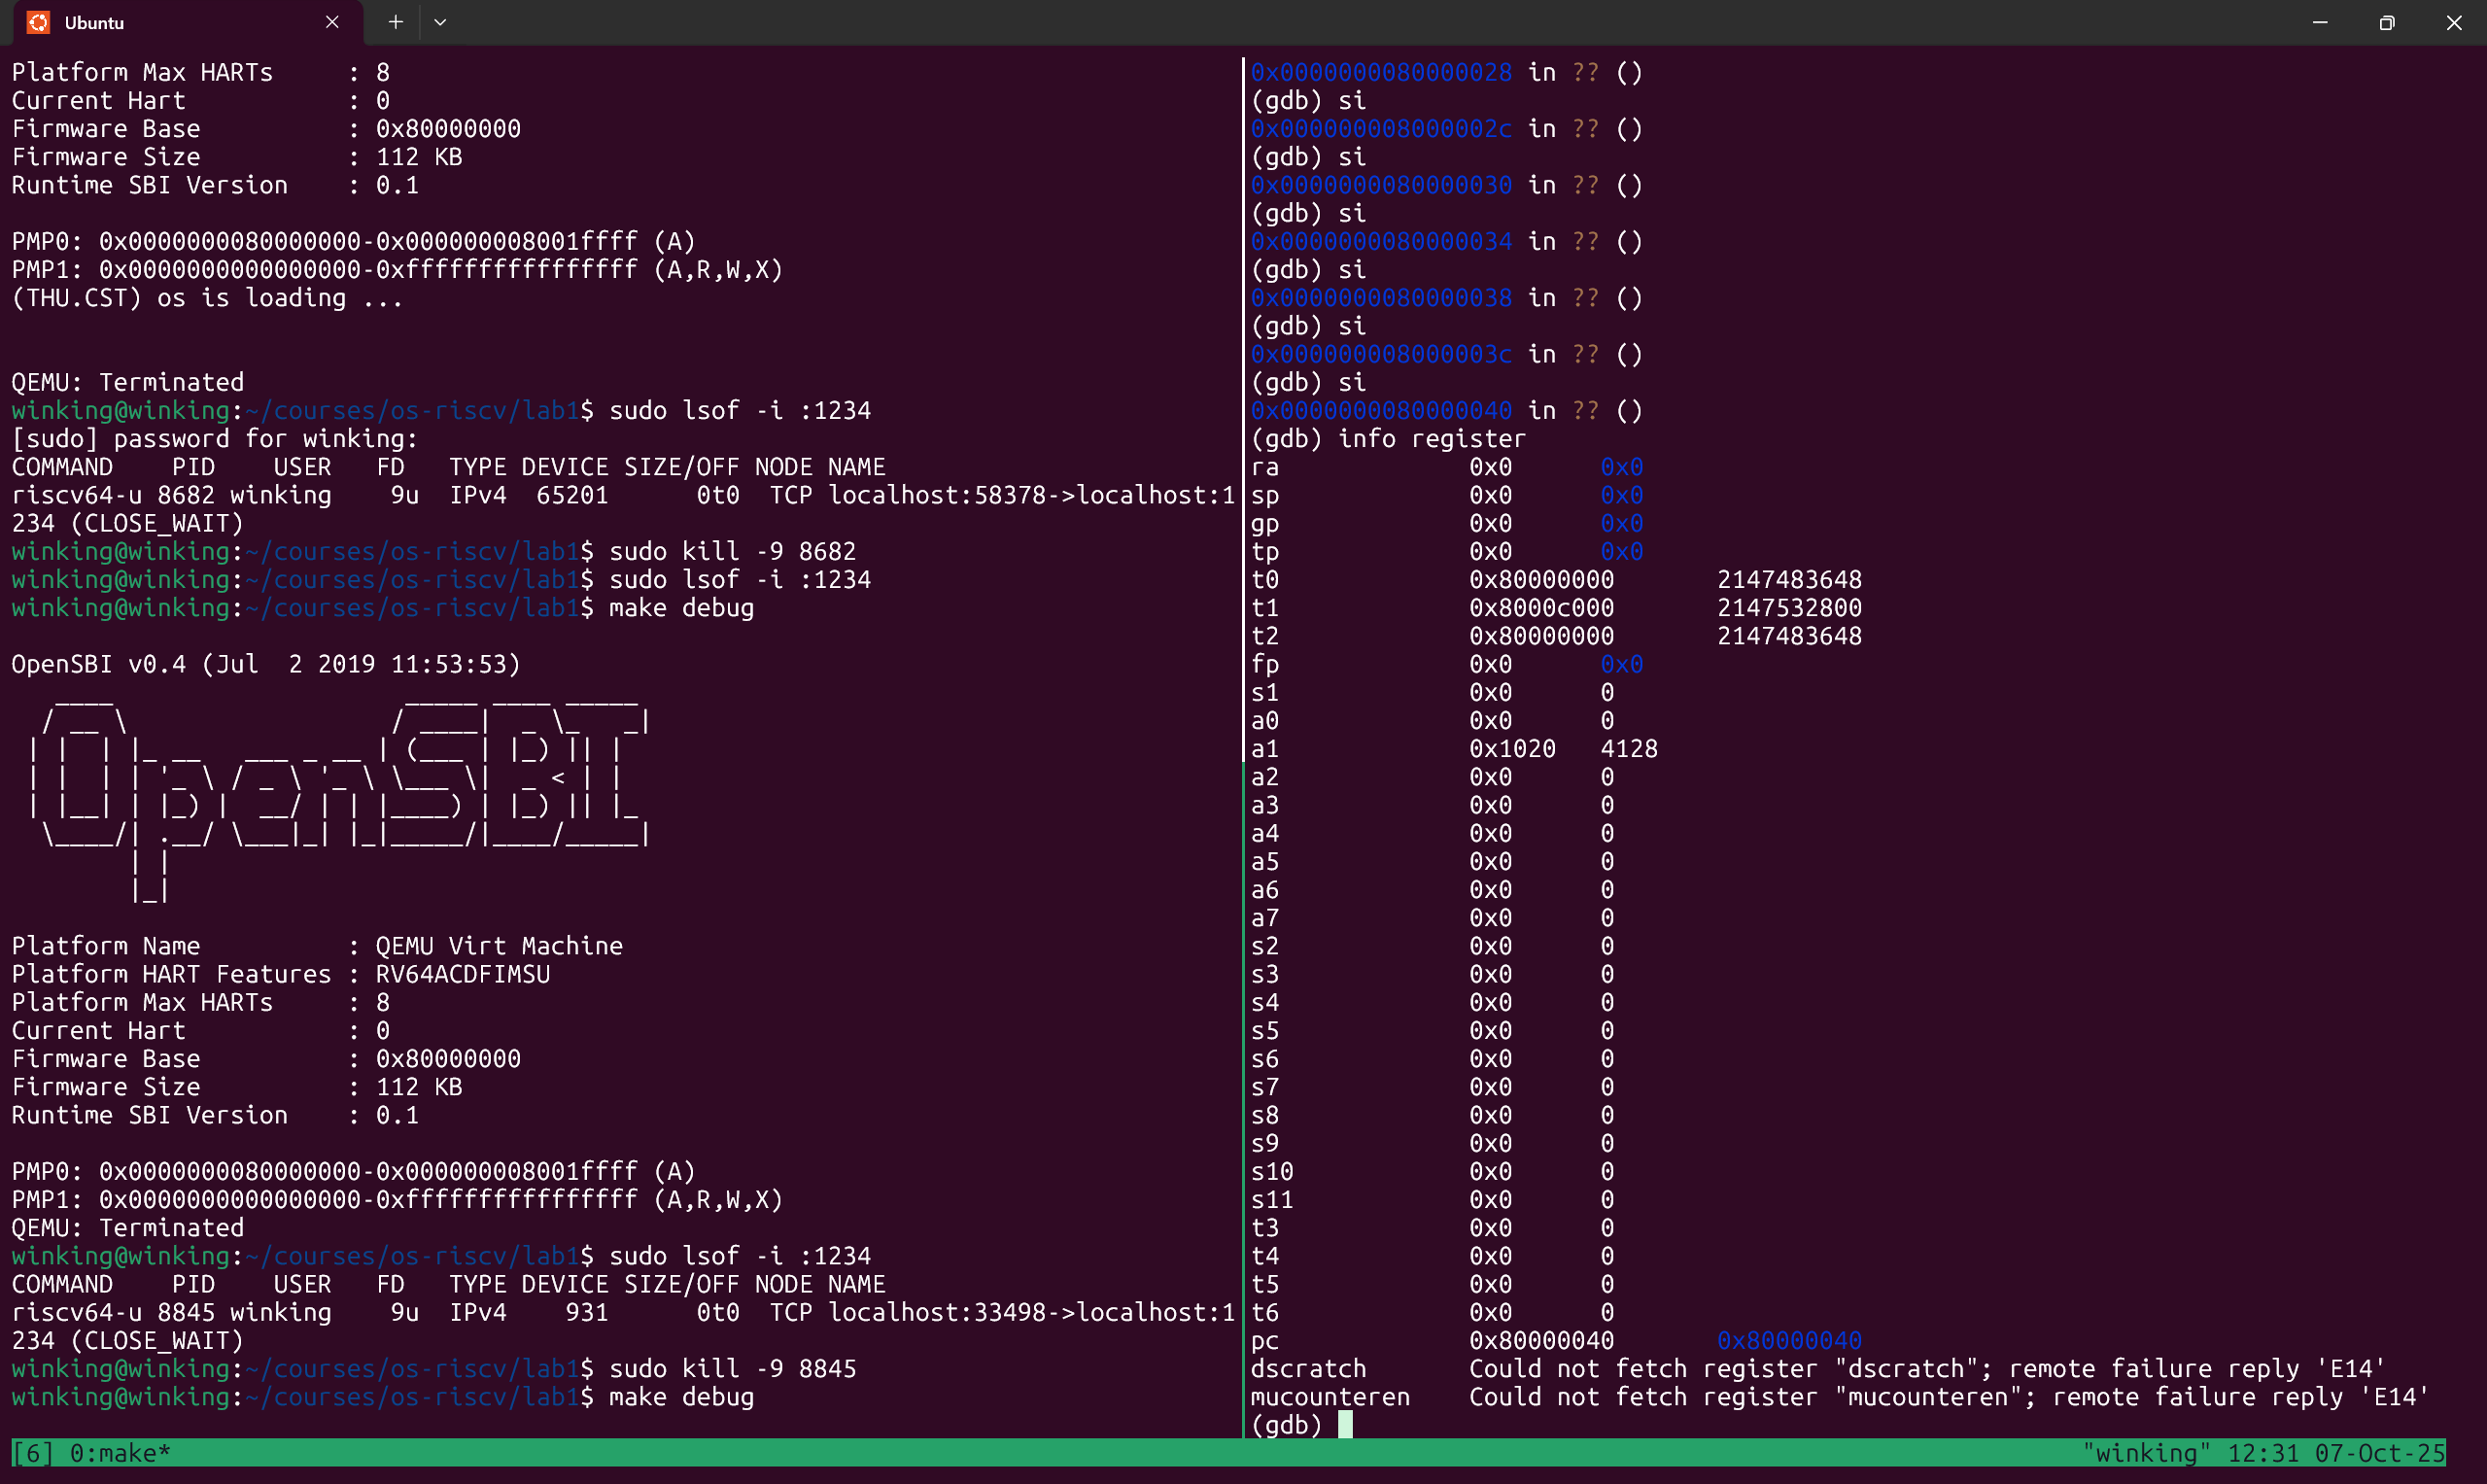 Ubuntu
Platform Max HARTs     : 8
Current Hart           : 0
Firmware Base          : 0x80000000
Firmware Size          : 112 KB
Runtime SBI Version    : 0.1
PMP0: 0x0000000080000000-0x000000008001ffff (A)
PMP1: 0x0000000000000000-0xffffffffffffffff (A,R,W,X)
(THU.CST) os is loading ...
QEMU: Terminated
winking@winking:~/courses/os-riscv/lab1$ sudo lsof -i :1234
[sudo] password for winking:
COMMAND    PID    USER   FD   TYPE DEVICE SIZE/OFF NODE NAME
riscv64-u 8682 winking    9u  IPv4  65201      0t0  TCP localhost:58378->localhost:1
234 (CLOSE_WAIT)
winking@winking:~/courses/os-riscv/lab1$ sudo kill -9 8682
winking@winking:~/courses/os-riscv/lab1$ sudo lsof -i :1234
winking@winking:~/courses/os-riscv/lab1$ make debug
OpenSBI v0.4 (Jul  2 2019 11:53:53)
OpenSBI
Platform Name          : QEMU Virt Machine
Platform HART Features : RV64ACDFIMSU
Platform Max HARTs     : 8
Current Hart           : 0
Firmware Base          : 0x80000000
Firmware Size          : 112 KB
Runtime SBI Version    : 0.1
PMP0: 0x0000000080000000-0x000000008001ffff (A)
PMP1: 0x0000000000000000-0xffffffffffffffff (A,R,W,X)
QEMU: Terminated
winking@winking:~/courses/os-riscv/lab1$ sudo lsof -i :1234
COMMAND    PID    USER   FD   TYPE DEVICE SIZE/OFF NODE NAME
riscv64-u 8845 winking    9u  IPv4    931      0t0  TCP localhost:33498->localhost:1
234 (CLOSE_WAIT)
winking@winking:~/courses/os-riscv/lab1$ sudo kill -9 8845
winking@winking:~/courses/os-riscv/lab1$ make debug
0x0000000080000028 in ?? ()
(gdb) si
0x000000008000002c in ?? ()
(gdb) si
0x0000000080000030 in ?? ()
(gdb) si
0x0000000080000034 in ?? ()
(gdb) si
0x0000000080000038 in ?? ()
(gdb) si
0x000000008000003c in ?? ()
(gdb) si
0x0000000080000040 in ?? ()
(gdb) info register
ra             0x0      0x0
sp             0x0      0x0
gp             0x0      0x0
tp             0x0      0x0
t0             0x80000000       2147483648
t1             0x8000c000       2147532800
t2             0x80000000       2147483648
fp             0x0      0x0
s1             0x0      0
a0             0x0      0
a1             0x1020   4128
a2             0x0      0
a3             0x0      0
a4             0x0      0
a5             0x0      0
a6             0x0      0
a7             0x0      0
s2             0x0      0
s3             0x0      0
s4             0x0      0
s5             0x0      0
s6             0x0      0
s7             0x0      0
s8             0x0      0
s9             0x0      0
s10            0x0      0
s11            0x0      0
t3             0x0      0
t4             0x0      0
t5             0x0      0
t6             0x0      0
pc             0x80000040       0x80000040
dscratch       Could not fetch register "dscratch"; remote failure reply 'E14'
mucounteren    Could not fetch register "mucounteren"; remote failure reply 'E14'
(gdb)
[6] 0:make*
"winking" 12:31 07-Oct-25